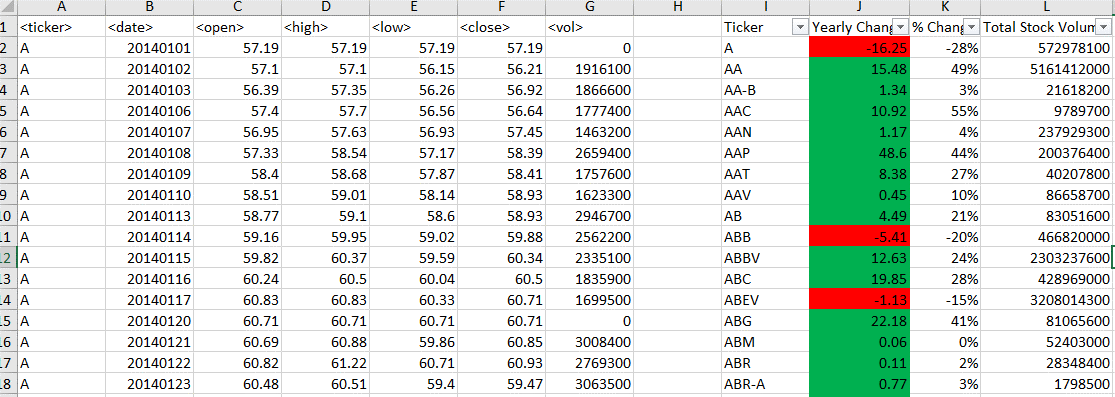 A B C D E F G H I J K L
1 <ticker> <date> <open> <high> <low> <close> <vol> Ticker Yearly Chang % Chang Total Stock Volum
2 A 20140101 57.19 57.19 57.19 57.19 0 A -16.25 -28% 572978100
3 A 20140102 57.1 57.1 56.15 56.21 1916100 AA 15.48 49% 5161412000
4 A 20140103 56.39 57.35 56.26 56.92 1866600 AA-B 1.34 3% 21618200
5 A 20140106 57.4 57.7 56.56 56.64 1777400 AAC 10.92 55% 9789700
6 A 20140107 56.95 57.63 56.93 57.45 1463200 AAN 1.17 4% 237929300
7 A 20140108 57.33 58.54 57.17 58.39 2659400 AAP 48.6 44% 200376400
8 A 20140109 58.4 58.68 57.87 58.41 1757600 AAT 8.38 27% 40207800
9 A 20140110 58.51 59.01 58.14 58.93 1623300 AAV 0.45 10% 86658700
10 A 20140113 58.77 59.1 58.6 58.93 2946700 AB 4.49 21% 83051600
11 A 20140114 59.16 59.95 59.02 59.88 2562200 ABB -5.41 -20% 466820000
12 A 20140115 59.82 60.37 59.59 60.34 2335100 ABBV 12.63 24% 2303237600
13 A 20140116 60.24 60.5 60.04 60.5 1835900 ABC 19.85 28% 428969000
14 A 20140117 60.83 60.83 60.33 60.71 1699500 ABEV -1.13 -15% 3208014300
15 A 20140120 60.71 60.71 60.71 60.71 0 ABG 22.18 41% 81065600
16 A 20140121 60.69 60.88 59.86 60.85 3008400 ABM 0.06 0% 52403000
17 A 20140122 60.82 61.22 60.71 60.93 2769300 ABR 0.11 2% 28348400
18 A 20140123 60.48 60.51 59.4 59.47 3063500 ABR-A 0.77 3% 1798500